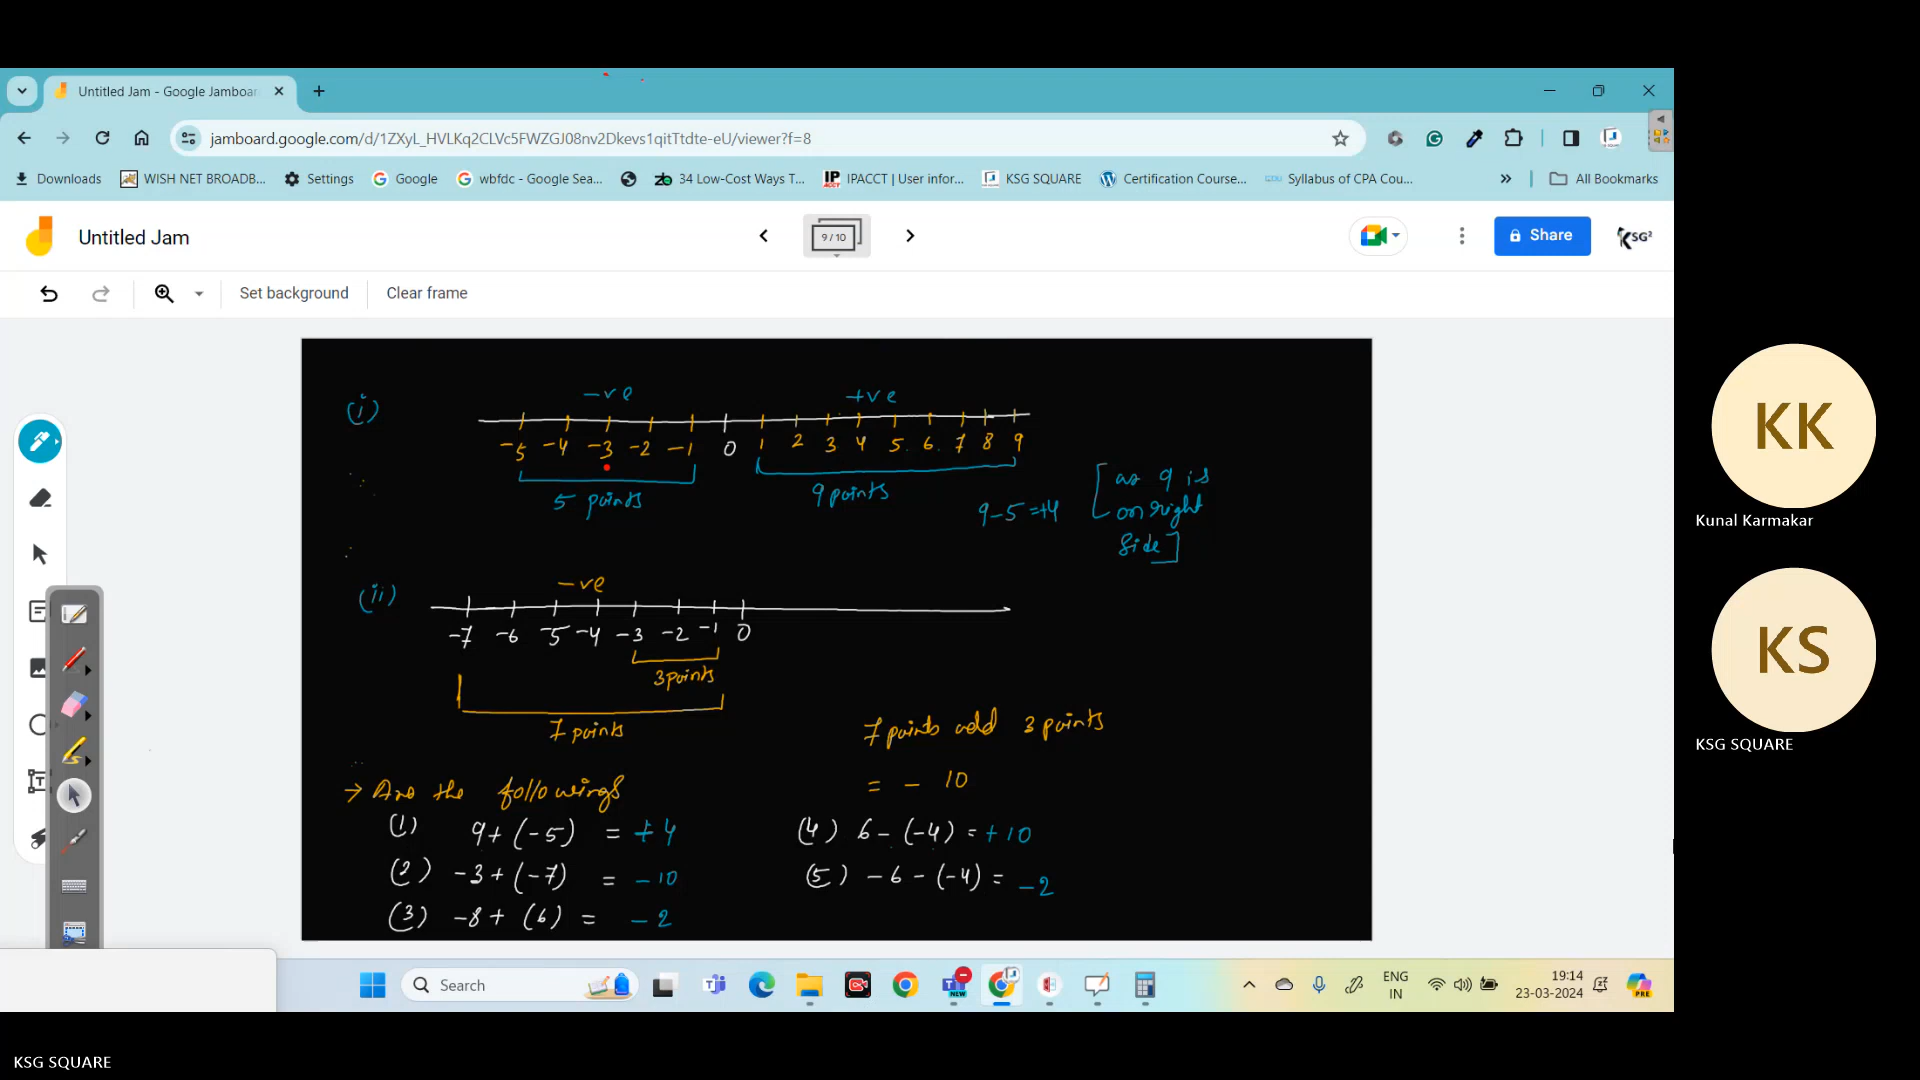 Untitled Jam - Google Jamboar
jamboard.google.com/d/1ZXyL_HVLKq2CLVc5FWZGJ08nv2Dkevs1qitTtdte-eU/viewer?f=8
Downloads WISH NET BROADB... Settings Google wbfdc - Google Sea... 34 Low-Cost Ways T... IPACCT | User infor... KSG SQUARE Certification Course... Syllabus of CPA Cou... » All Bookmarks
Untitled Jam 9 / 10 Share KSG²
Set background Clear frame
(i) -ve +ve
-5 -4 -3 -2 -1 0 1 2 3 4 5 6 7 8 9
5 points 9 points
9-5=+4 [as 9 is
on right
side]
(ii) -ve
-7 -6 -5 -4 -3 -2 -1 0
3 points
7 points
7 points add 3 points
= - 10
→ Are the followings
(1) 9+(-5) = +4
(2) -3+(-7) = -10
(3) -8+(6) = -2
(4) 6-(-4)=+10
(5) -6-(-4)= -2
KK
Kunal Karmakar
KS
KSG SQUARE
Search
NEW
ENG
IN
19:14
23-03-2024
PRE
KSG SQUARE